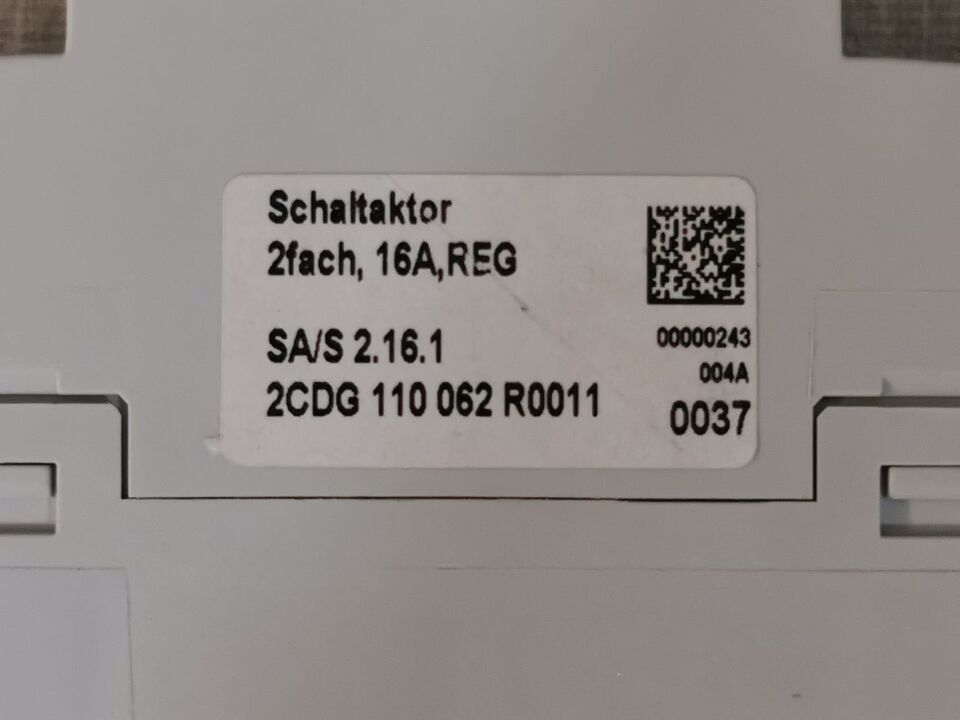 Schaltaktor
2fach, 16A,REG
SA/S 2.16.1
2CDG 110 062 R0011
00000243
004A
0037